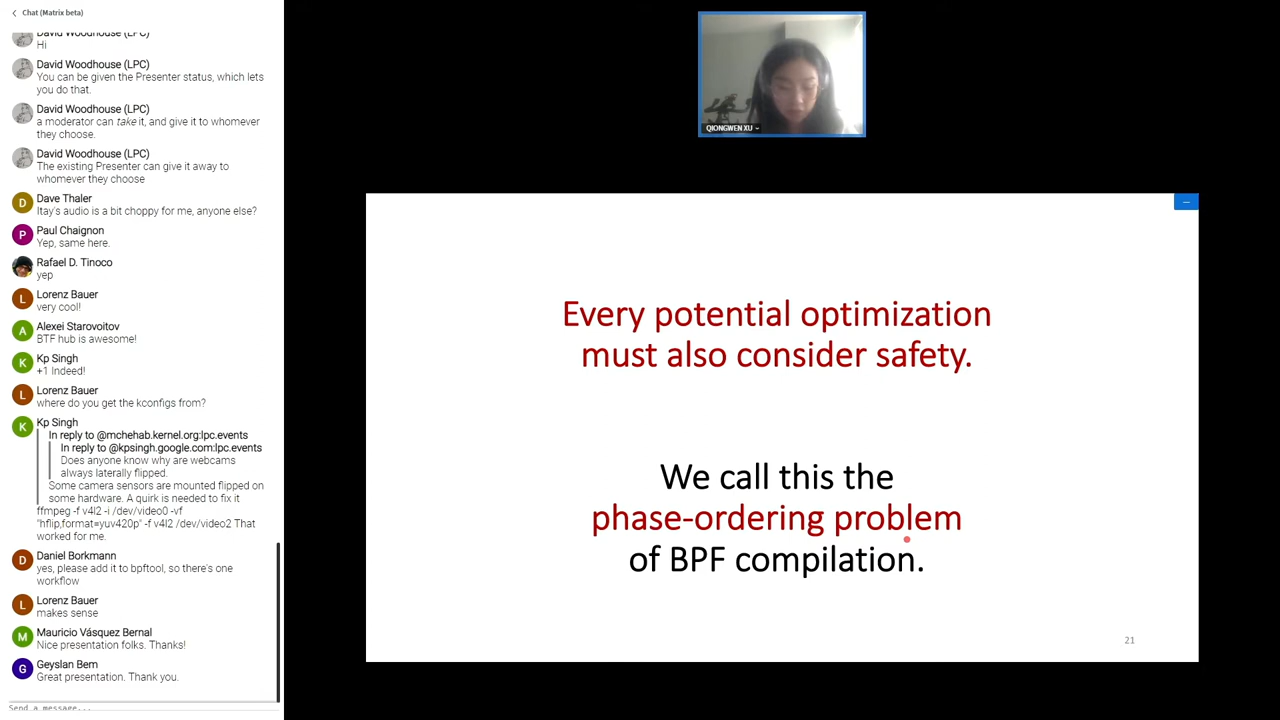 Chat (Matrix beta)
David Woodhouse (LPC)
Hi
David Woodhouse (LPC)
You can be given the Presenter status, which lets
you do that.
David Woodhouse (LPC)
a moderator can take it, and give it to whomever
they choose.
David Woodhouse (LPC)
The existing Presenter can give it away to
whomever they choose
D
Dave Thaler
Itay's audio is a bit choppy for me, anyone else?
P
Paul Chaignon
Yep, same here.
Rafael D. Tinoco
yep
L
Lorenz Bauer
very cool!
A
Alexei Starovoitov
BTF hub is awesome!
K
Kp Singh
+1 Indeed!
L
Lorenz Bauer
where do you get the kconfigs from?
K
Kp Singh
In reply to @mchehab.kernel.org:lpc.events
In reply to @kpsingh.google.com:lpc.events
Does anyone know why are webcams
always laterally flipped.
Some camera sensors are mounted flipped on
some hardware. A quirk is needed to fix it
ffmpeg -f v4l2 -i /dev/video0 -vf
"hflip,format=yuv420p" -f v4l2 /dev/video2 That
worked for me.
D
Daniel Borkmann
yes, please add it to bpftool, so there's one
workflow
L
Lorenz Bauer
makes sense
M
Mauricio Vásquez Bernal
Nice presentation folks. Thanks!
G
Geyslan Bem
Great presentation. Thank you.
Send a message...
QIONGWEN XU
Every potential optimization
must also consider safety.
We call this the
phase-ordering problem
of BPF compilation.
21